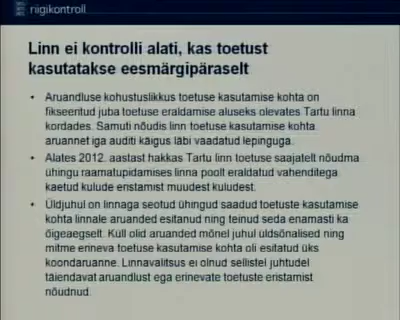 riigikontroll
Linn ei kontrolli alati, kas toetust
kasutatakse eesmärgipäraselt
• Aruandluse kohustuslikkus toetuse kasutamise kohta on
fikseeritud juba toetuse eraldamise aluseks olevates Tartu linna
kordades. Samuti nõudis linn toetuse kasutamise kohta
aruannet iga auditi käigus läbi vaadatud lepinguga.
• Alates 2012. aastast hakkas Tartu linn toetuse saajatelt nõudma
ühingu raamatupidamises linna poolt eraldatud vahenditega
kaetud kulude eristamist muudest kuludest.
• Üldjuhul on linnaga seotud ühingud saadud toetuste kasutamise
kohta linnale aruanded esitanud ning teinud seda enamasti ka
õigeaegselt. Küll olid aruanded mõnel juhul üldsõnalised ning
mitme erineva toetuse kasutamise kohta oli esitatud üks
koondaruanne. Linnavalitsus ei olnud sellistel juhtudel
täiendavat aruandlust ega erinevate toetuste eristamist
nõudnud.